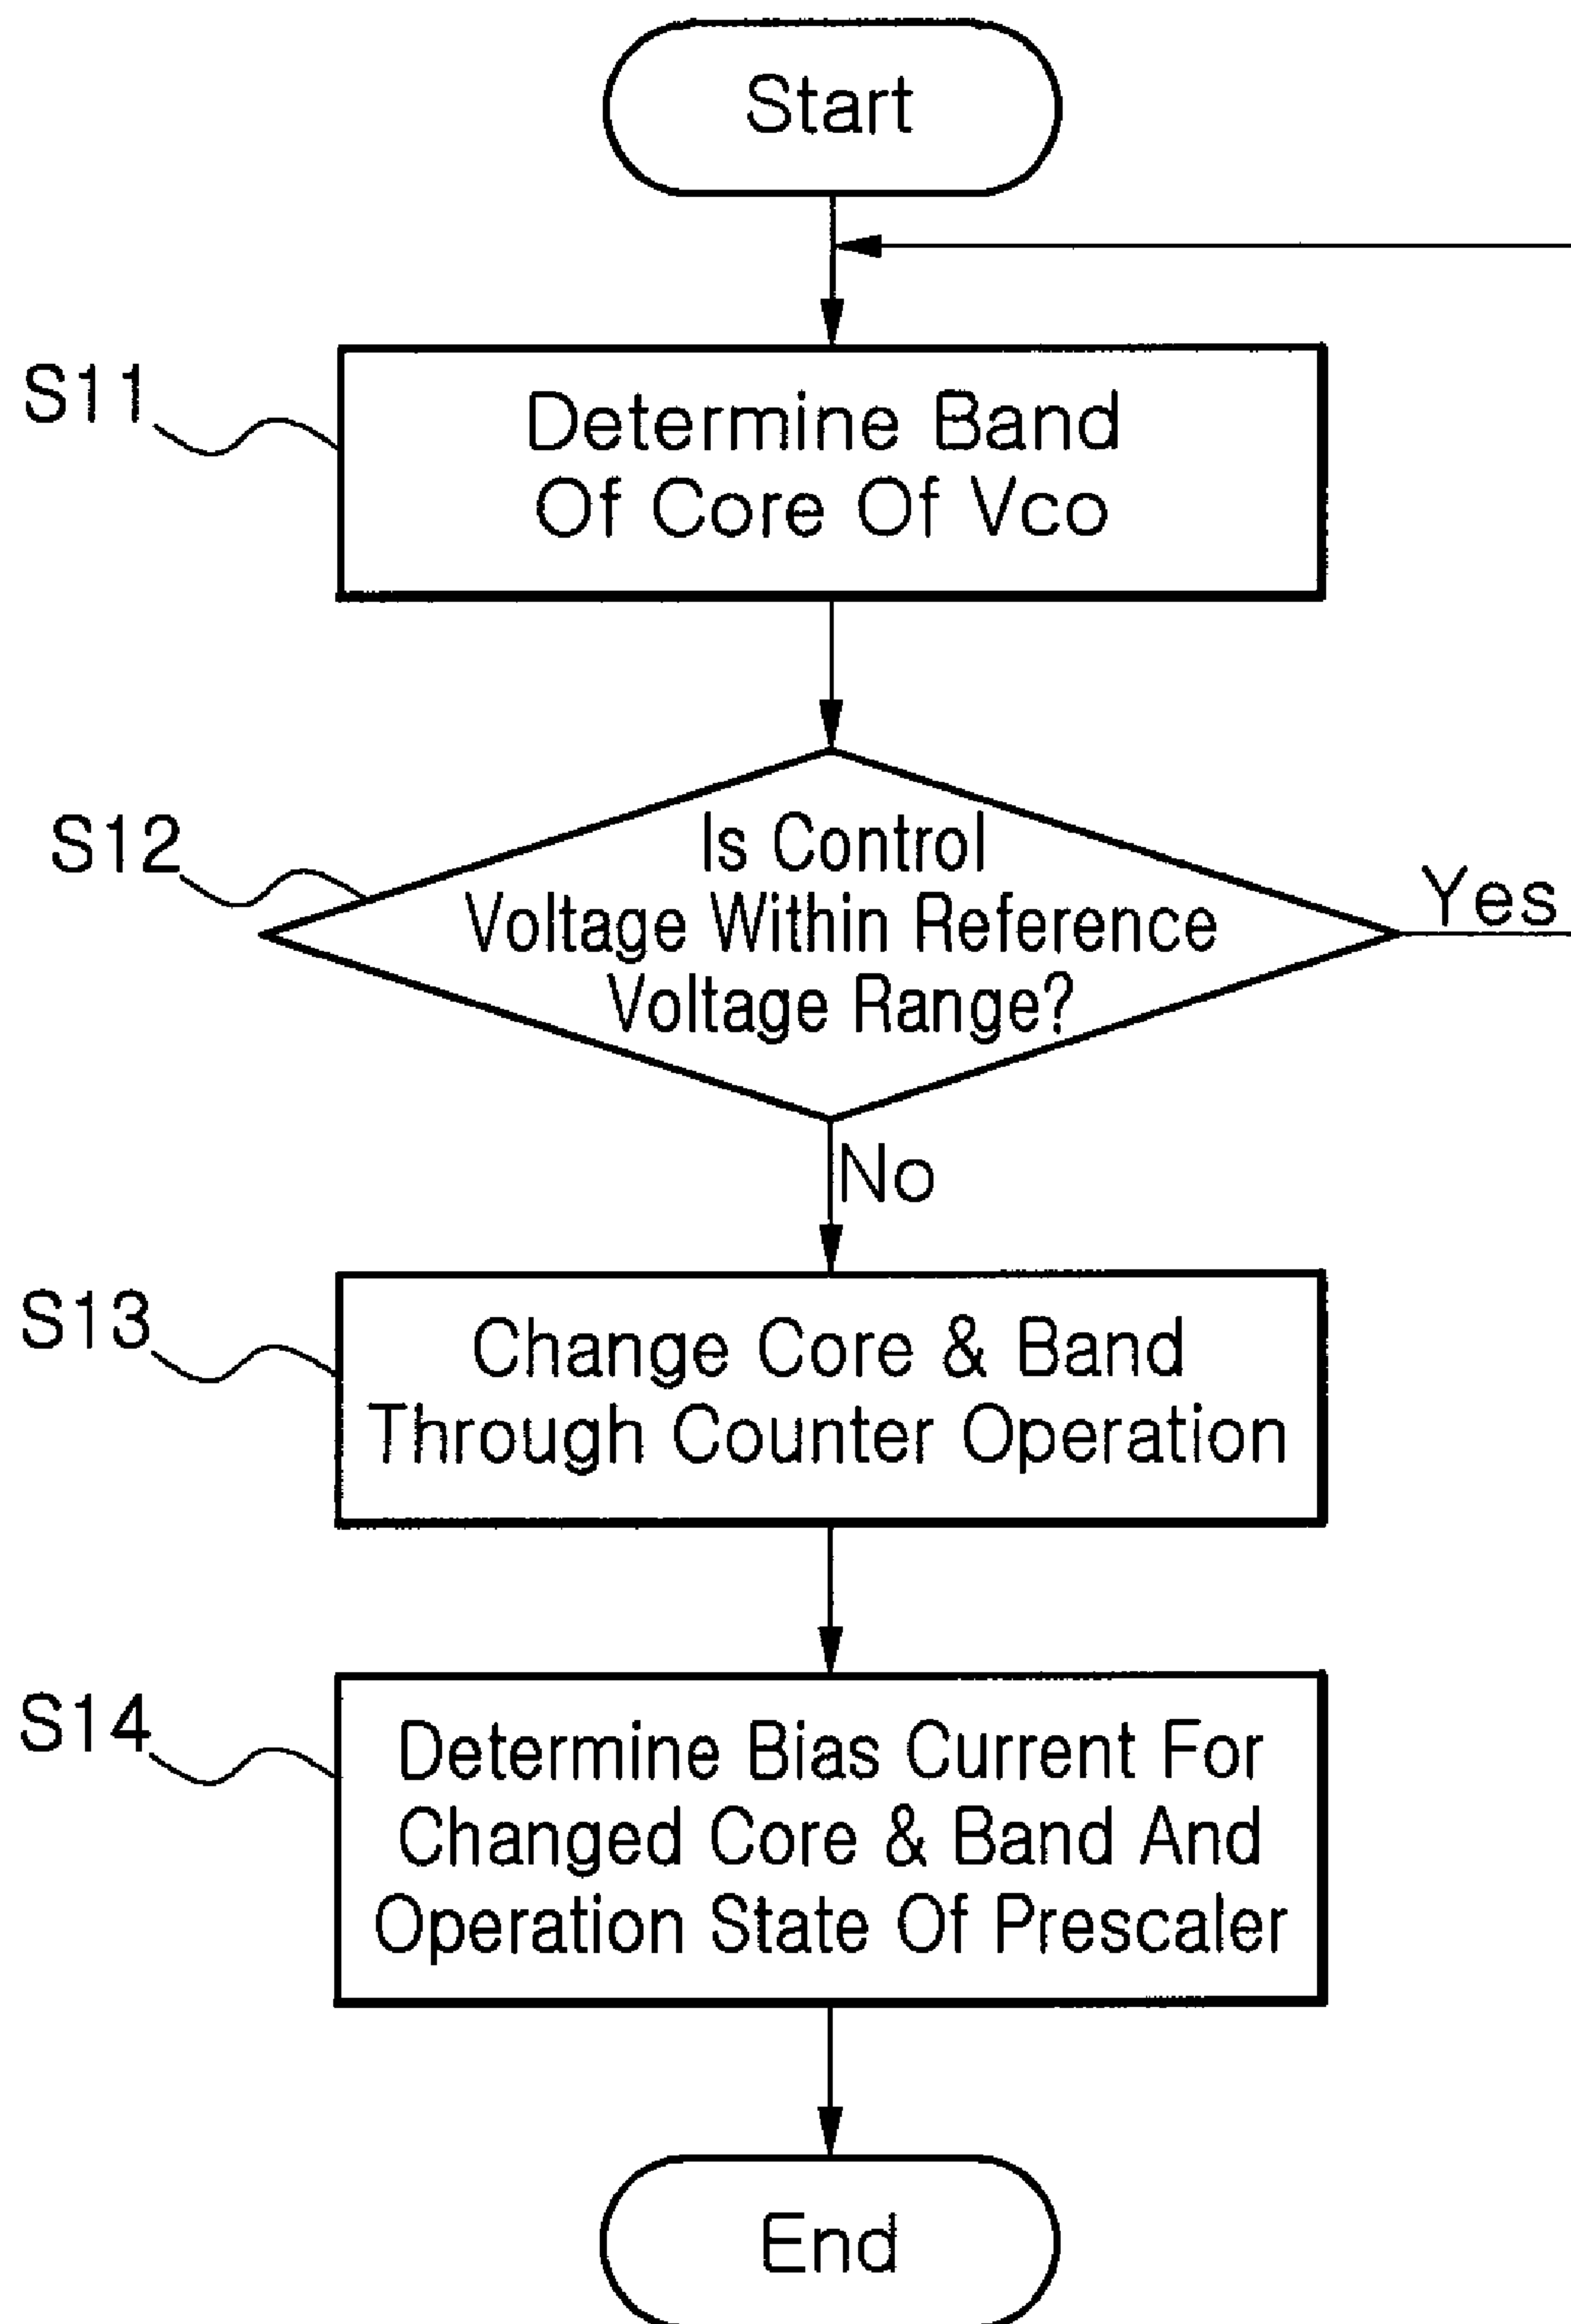 Start
S11
Determine Band
Of Core Of Vco
S12
Is Control
Voltage Within Reference
Voltage Range?
Yes
No
S13
Change Core & Band
Through Counter Operation
S14
Determine Bias Current For
Changed Core & Band And
Operation State Of Prescaler
End